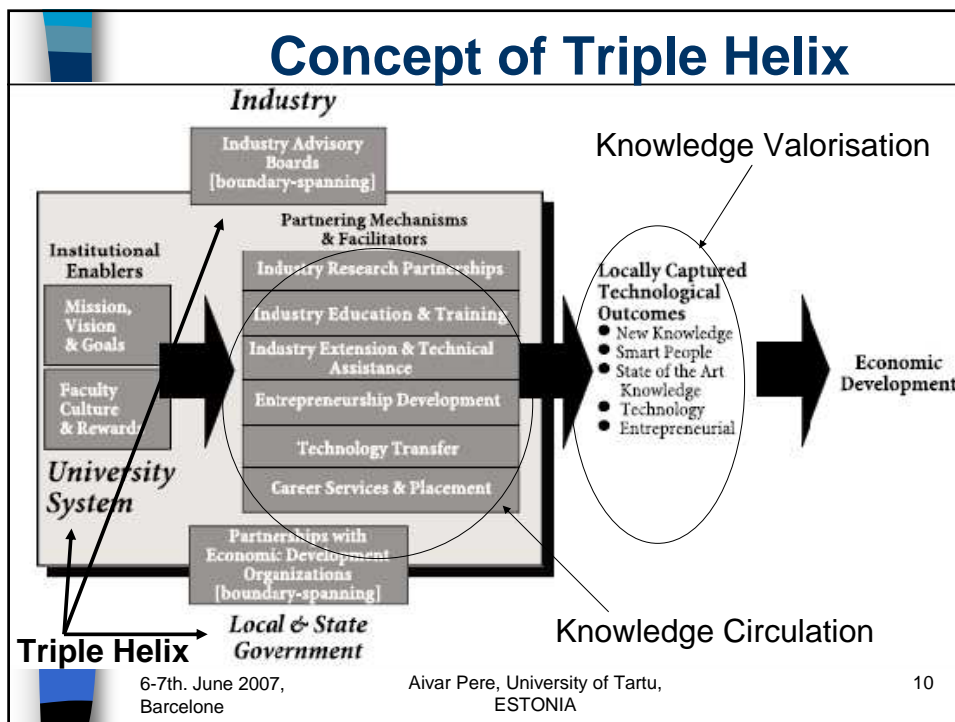 Concept of Triple Helix
Industry
Industry Advisory
Boards
[boundary-spanning]
Knowledge Valorisation
Partnering Mechanisms
& Facilitators
Institutional
Enablers
Mission,
Vision
& Goals
Faculty
Culture
& Rewards
University
System
Industry Research Partnerships
Industry Education & Training
Industry Extension & Technical
Assistance
Entrepreneurship Development
Technology Transfer
Career Services & Placement
Locally Captured
Technological
Outcomes
● New Knowledge
● Smart People
● State of the Art
Knowledge
● Technology
● Entrepreneurial
Economic
Development
Partnerships with
Economic Development
Organizations
[boundary-spanning]
Local & State
Government
Knowledge Circulation
Triple Helix
6-7th. June 2007,
Barcelone
Aivar Pere, University of Tartu,
ESTONIA
10